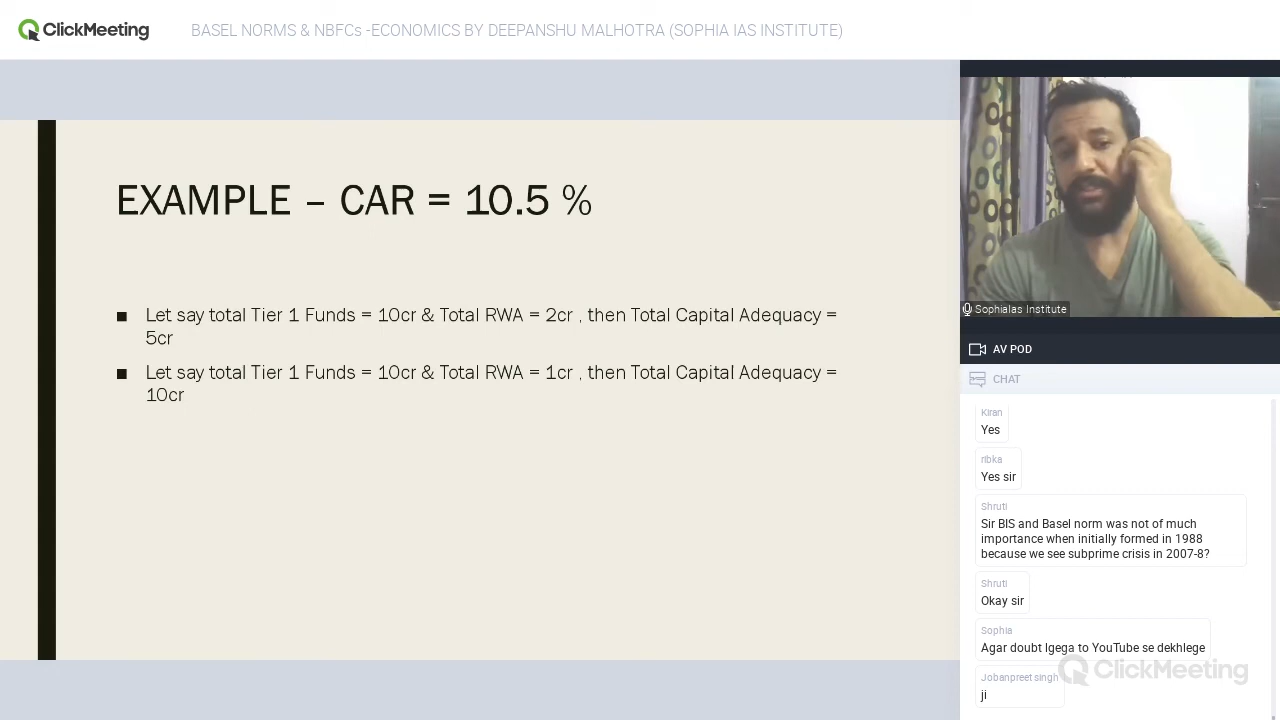 ClickMeeting
BASEL NORMS & NBFCs -ECONOMICS BY DEEPANSHU MALHOTRA (SOPHIA IAS INSTITUTE)
EXAMPLE – CAR = 10.5 %
■ Let say total Tier 1 Funds = 10cr & Total RWA = 2cr , then Total Capital Adequacy =
5cr
■ Let say total Tier 1 Funds = 10cr & Total RWA = 1cr , then Total Capital Adequacy =
10cr
SophiaIas Institute
AV POD
CHAT
Kiran
Yes
ribka
Yes sir
Shruti
Sir BIS and Basel norm was not of much
importance when initially formed in 1988
because we see subprime crisis in 2007-8?
Shruti
Okay sir
Sophia
Agar doubt lgega to YouTube se dekhlege
Jobanpreet singh
ji
ClickMeeting